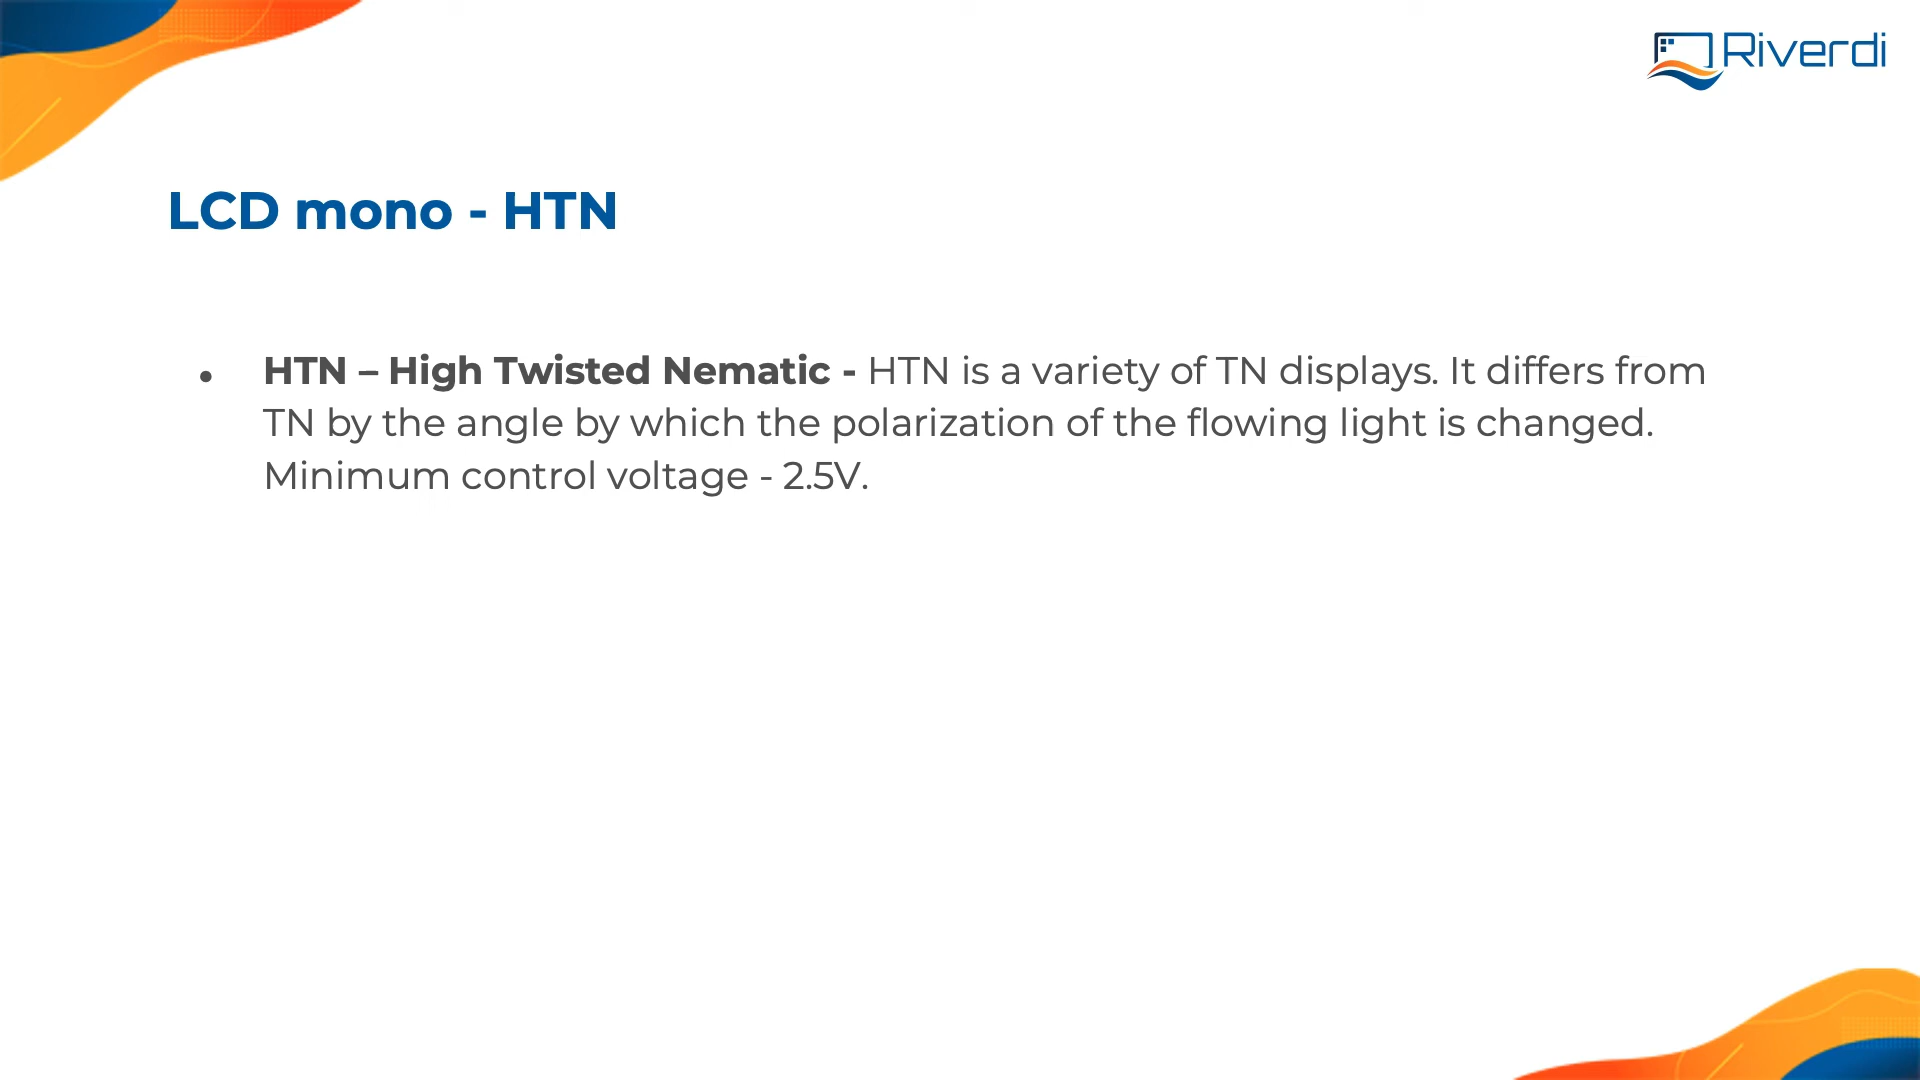 Riverdi
LCD mono - HTN
● HTN – High Twisted Nematic - HTN is a variety of TN displays. It differs from
TN by the angle by which the polarization of the flowing light is changed.
Minimum control voltage - 2.5V.